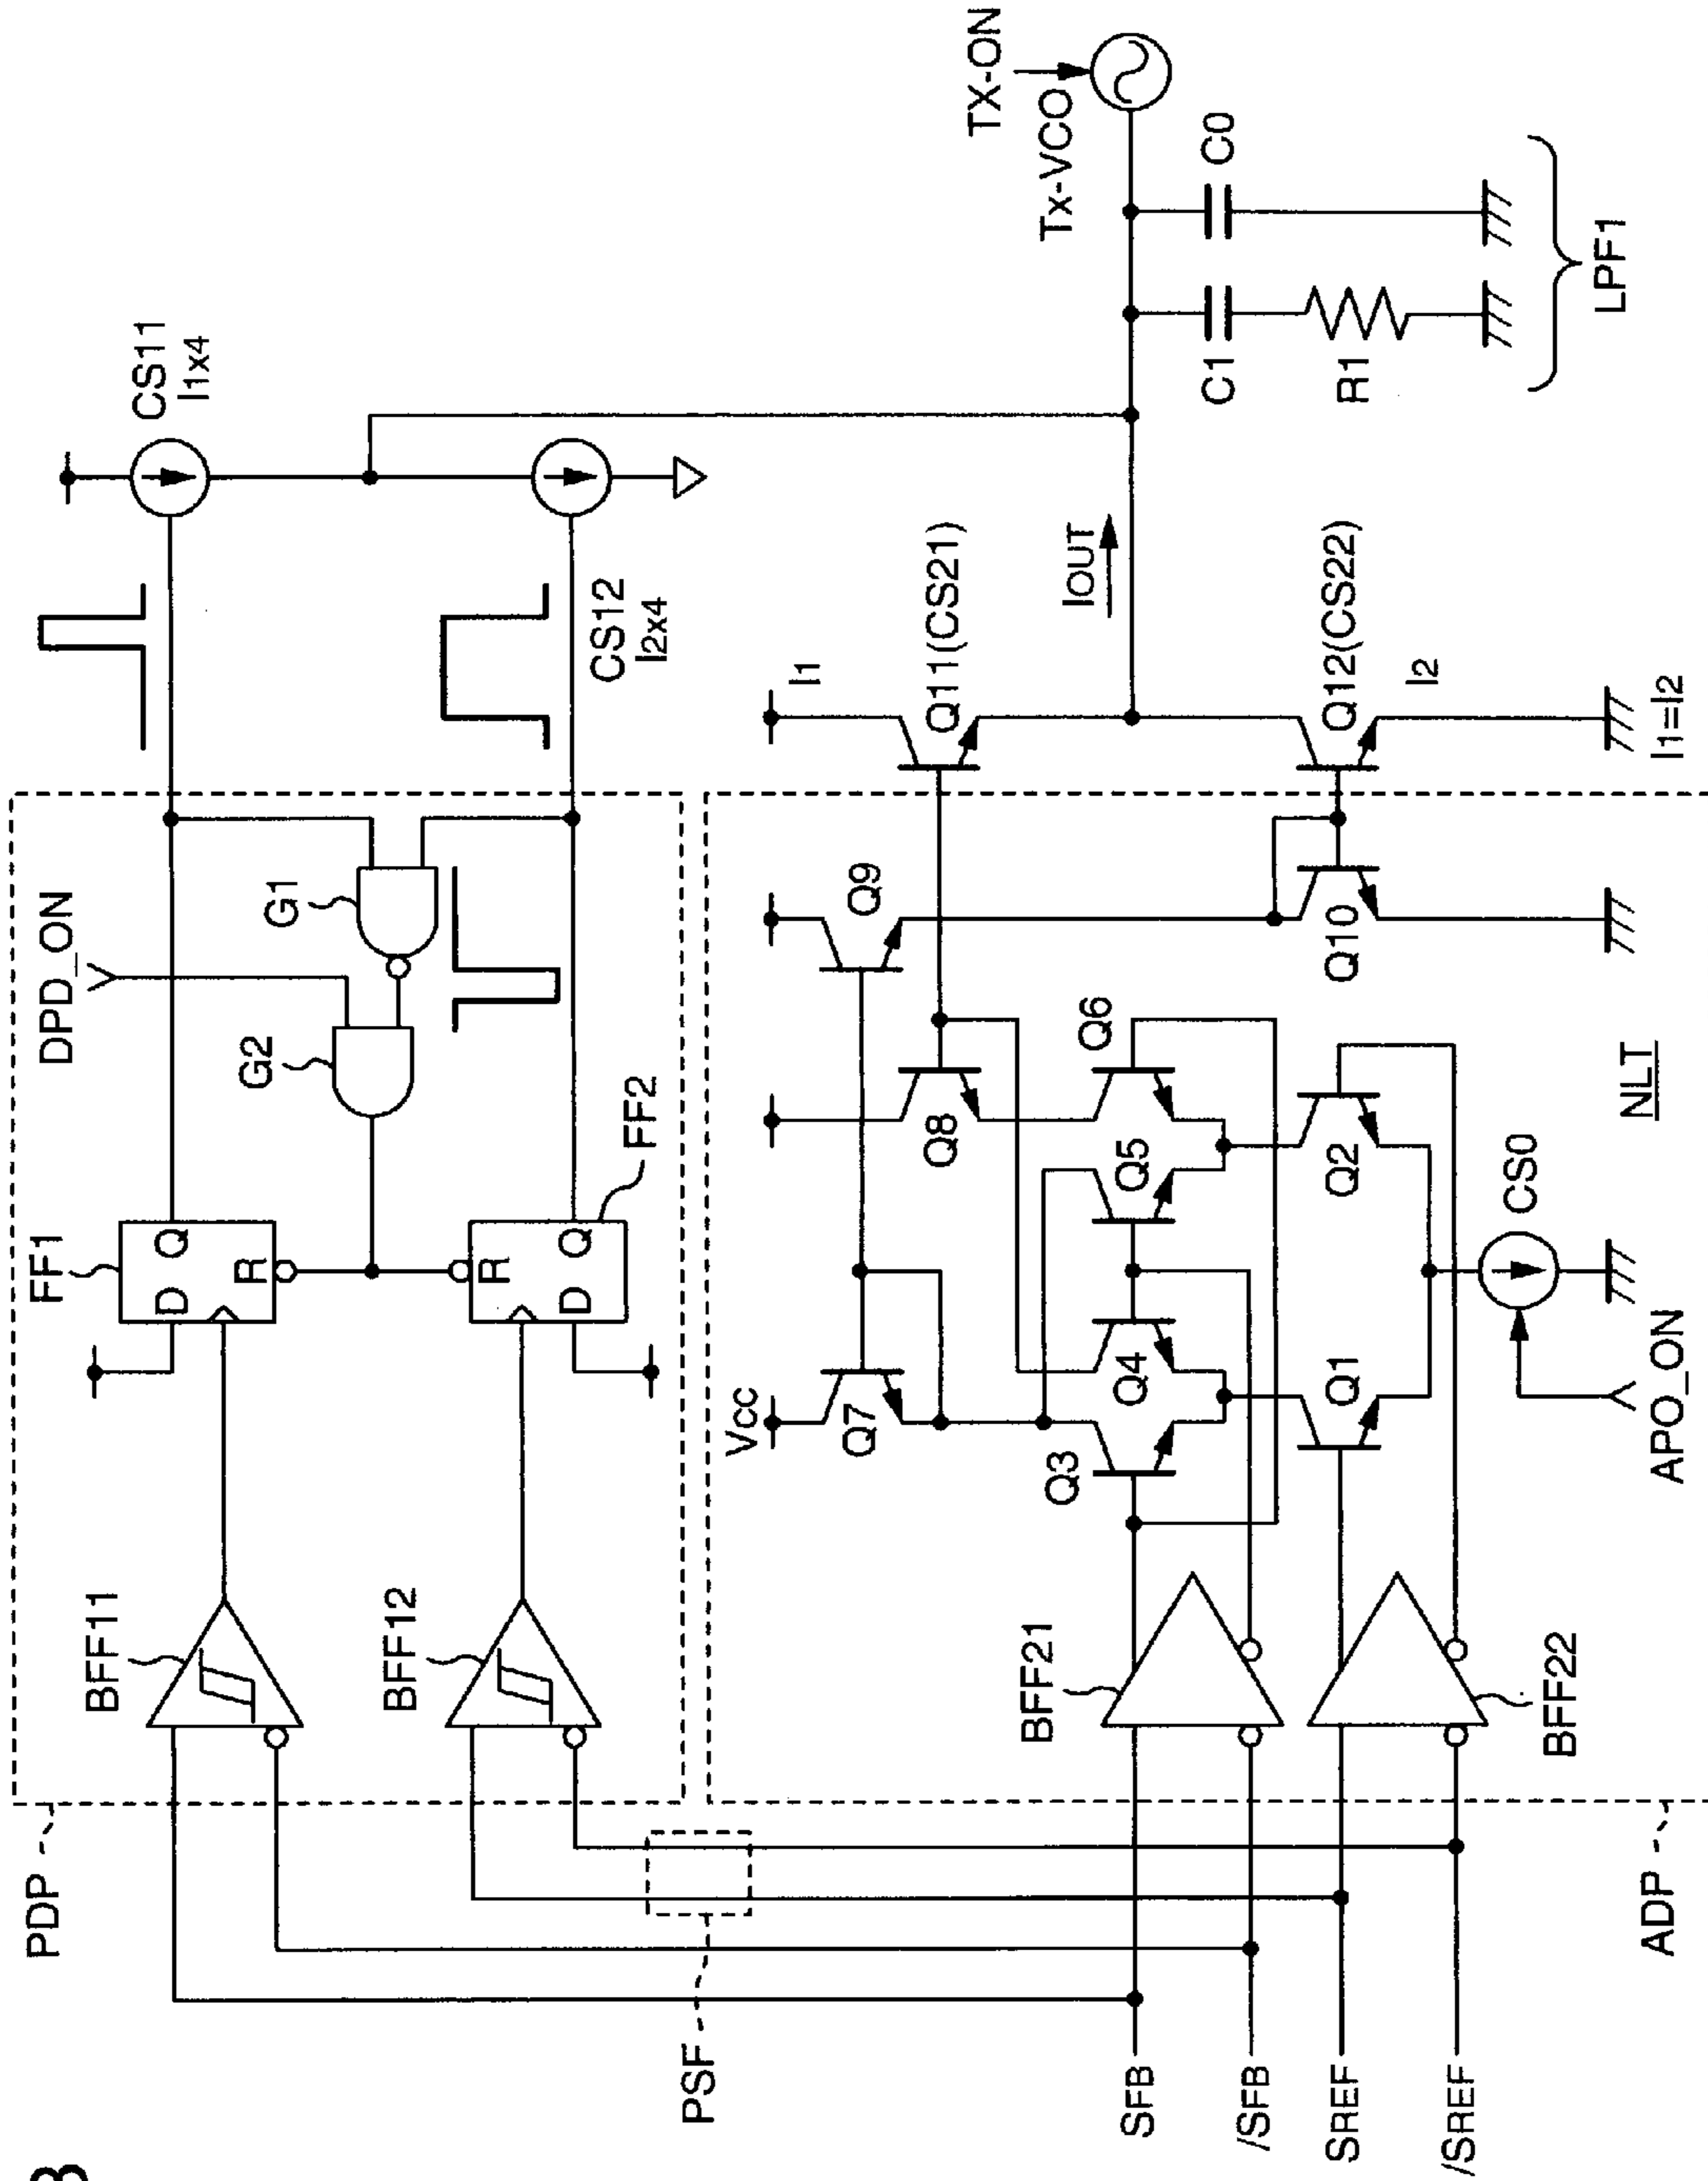 3
PDP
FF1
DPD_ON
BFF11
D
Q
R
G2
G1
CS11
I1x4
BFF12
R
D
Q
FF2
CS12
I2x4
PSF
Vcc
Q7
Q8
Q9
I1
Q11(CS21)
IOUT
TX-ON
Tx-VCO
BFF21
Q3
Q4
Q5
Q6
Q10
Q12(CS22)
I2
C1
C0
R1
LPF1
SFB
/SFB
SREF
/SREF
BFF22
Q1
Q2
CS0
NLT
I1=I2
ADP
APO_ON